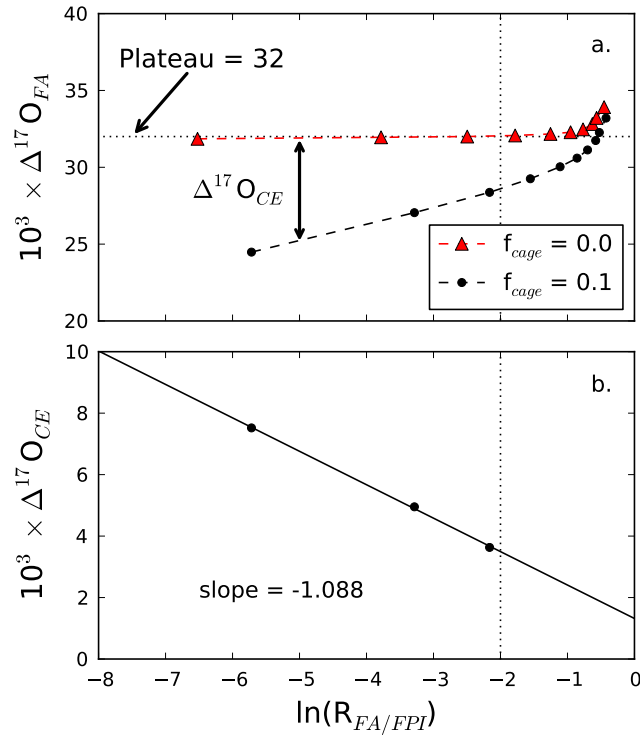 40
a.
Plateau = 32
35
30
Δ¹⁷O_CE
25
f_cage = 0.0
f_cage = 0.1
20
10³ × Δ¹⁷O_FA
10
b.
8
6
4
slope = -1.088
2
0
10³ × Δ¹⁷O_CE
−8 −7 −6 −5 −4 −3 −2 −1 0
ln(R_FA/FPI)